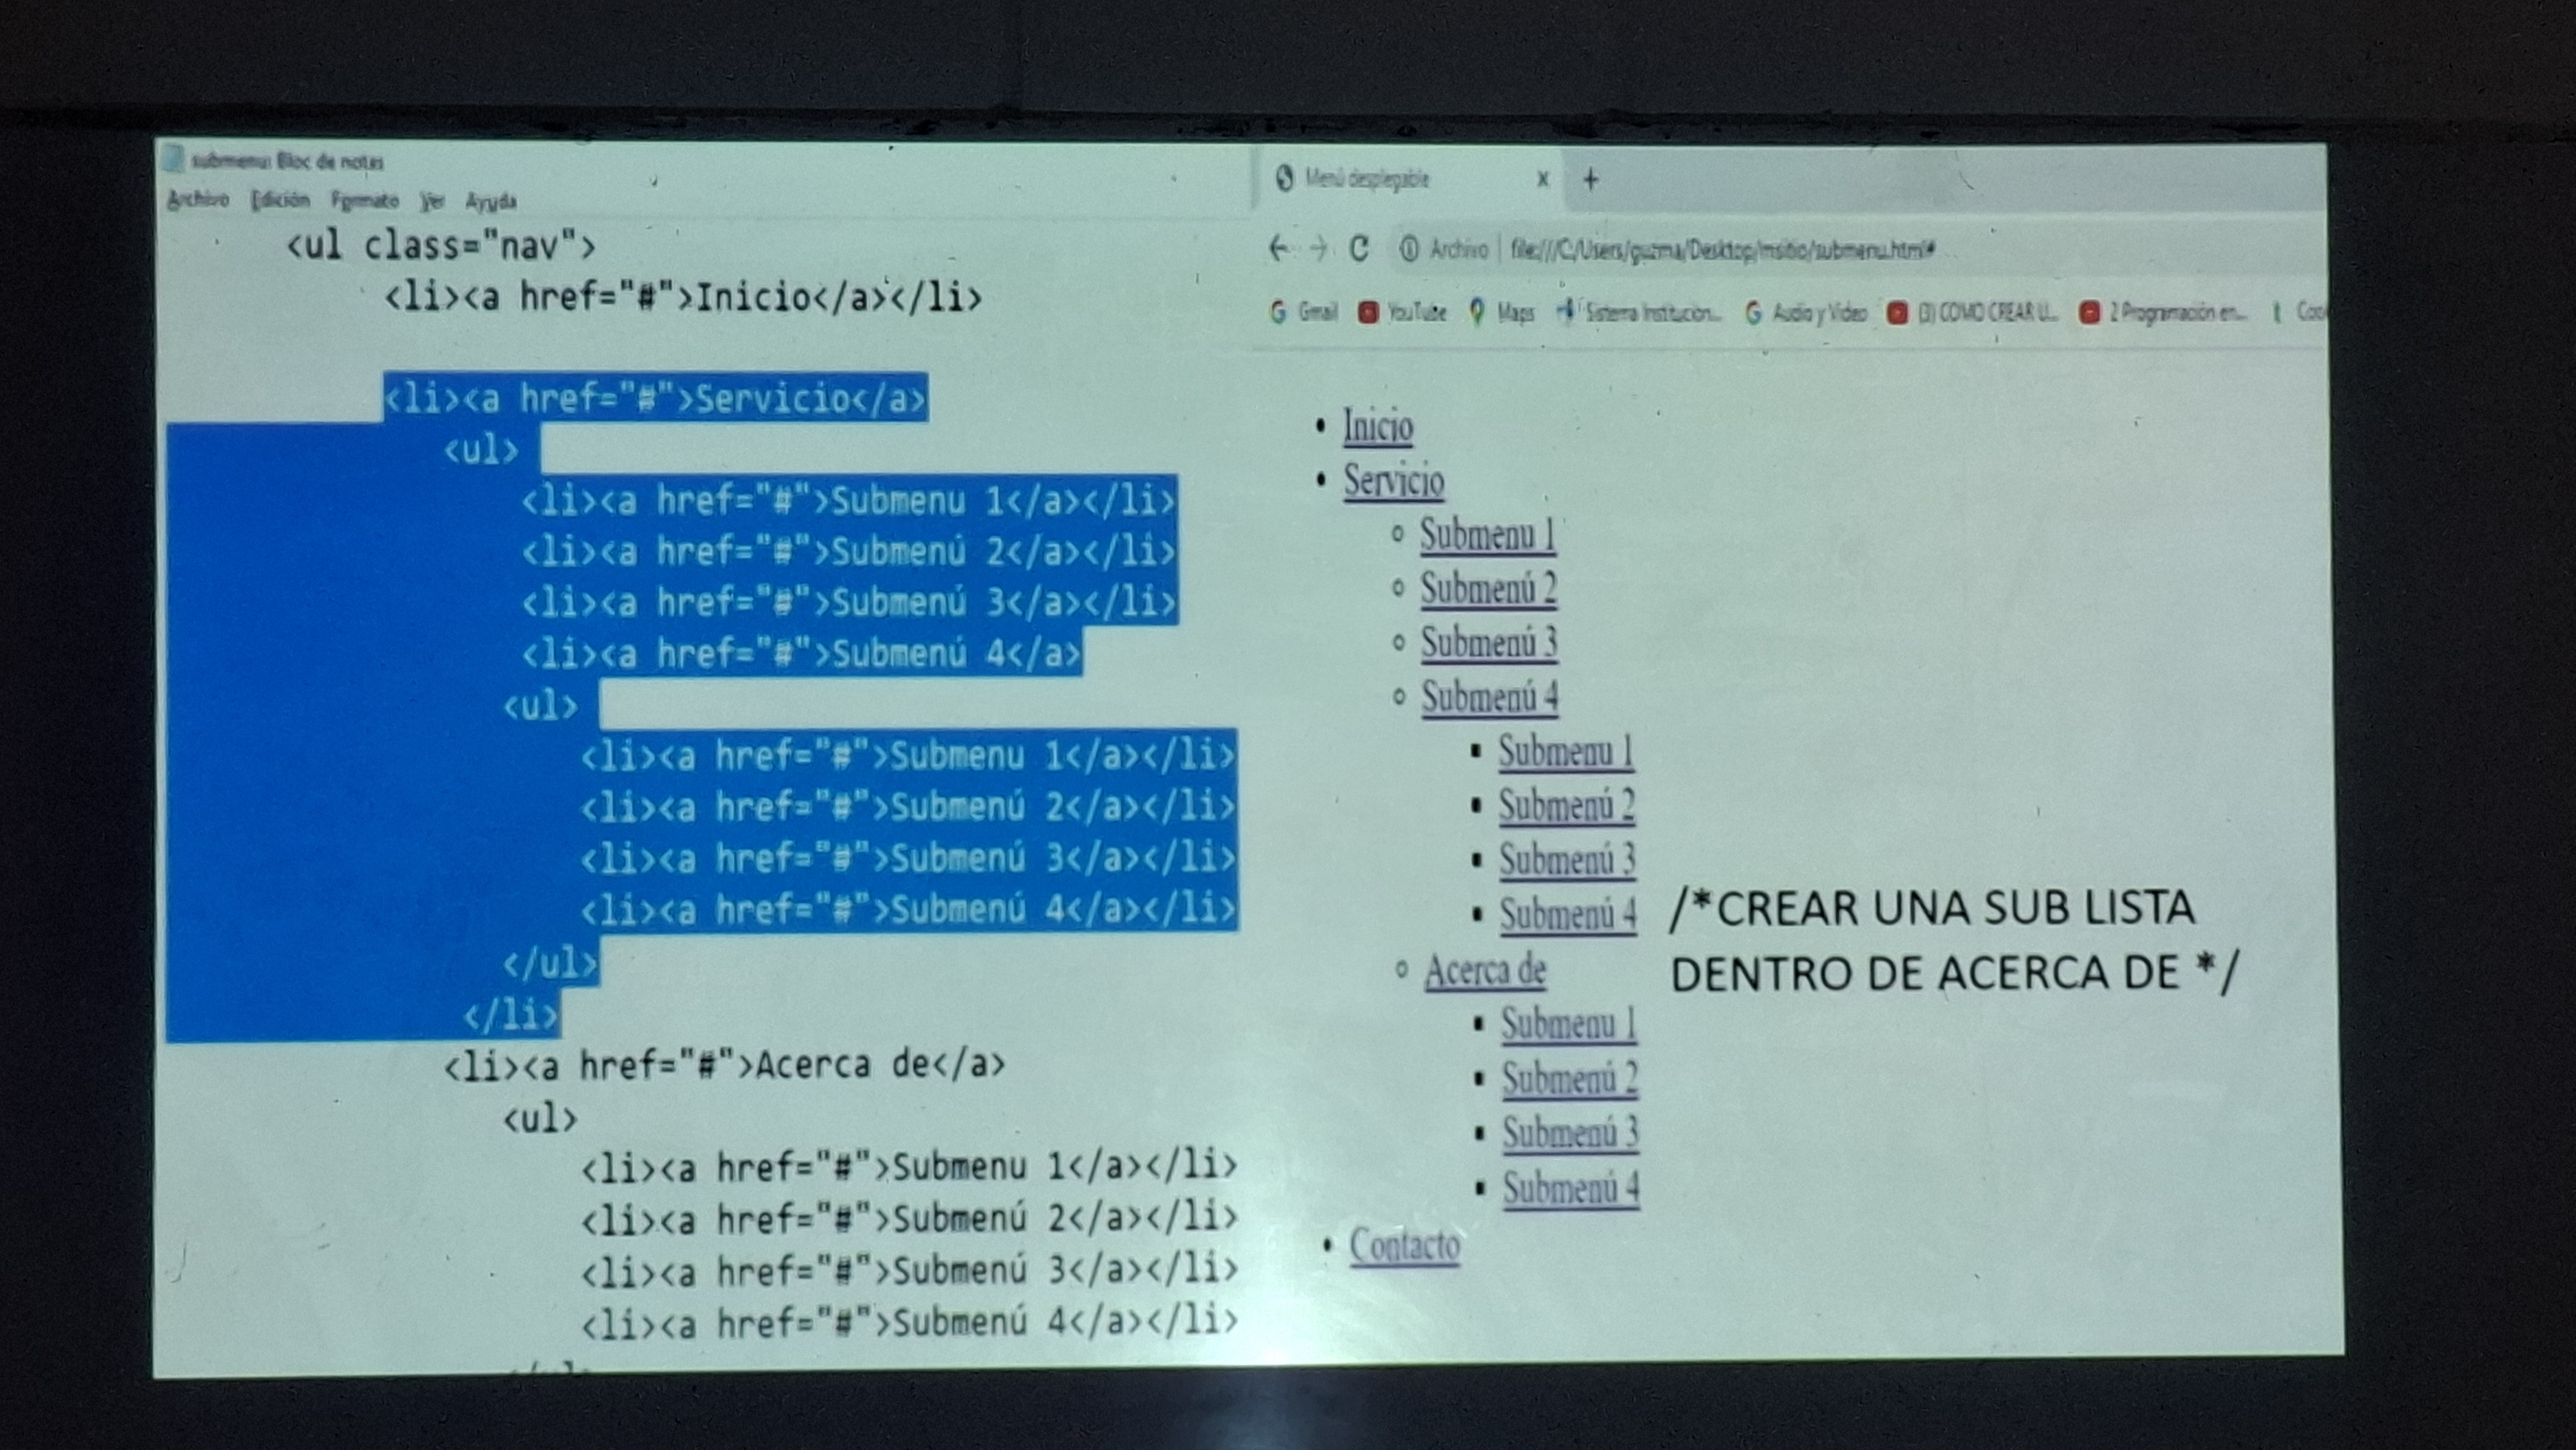 submenu: Bloc de notas
Archivo Edición Formato Ver Ayuda
<ul class="nav">
<li><a href="#">Inicio</a></li>
<li><a href="#">Servicio</a>
<ul>
<li><a href="#">Submenu 1</a></li>
<li><a href="#">Submenú 2</a></li>
<li><a href="#">Submenú 3</a></li>
<li><a href="#">Submenú 4</a>
<ul>
<li><a href="#">Submenu 1</a></li>
<li><a href="#">Submenú 2</a></li>
<li><a href="#">Submenú 3</a></li>
<li><a href="#">Submenú 4</a></li>
</ul>
</li>
<li><a href="#">Acerca de</a>
<ul>
<li><a href="#">Submenu 1</a></li>
<li><a href="#">Submenú 2</a></li>
<li><a href="#">Submenú 3</a></li>
<li><a href="#">Submenú 4</a></li>
Menú desplegable x +
Archivo | file:///C:/Users/guzma/Desktop/msitio/submenu.html#
Gmail YouTube Maps Sistema Institucion... Audio y Video (3) COMO CREAR U... 2 Programación en...
• Inicio
• Servicio
Submenu 1
Submenú 2
Submenú 3
Submenú 4
Submenu 1
Submenú 2
Submenú 3
Submenú 4
Acerca de
Submenu 1
Submenú 2
Submenú 3
Submenú 4
• Contacto
/*CREAR UNA SUB LISTA
DENTRO DE ACERCA DE */